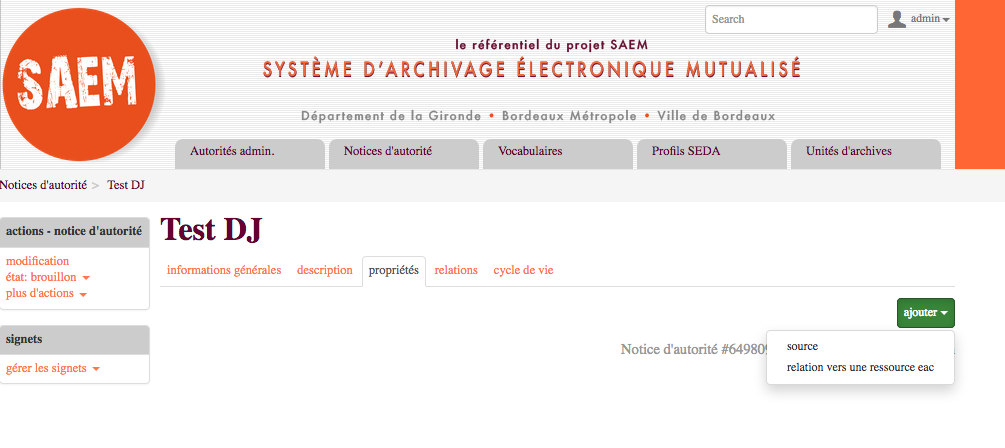 Search
admin
SAEM
le référentiel du projet SAEM
SYSTÈME D'ARCHIVAGE ÉLECTRONIQUE MUTUALISÉ
Département de la Gironde • Bordeaux Métropole • Ville de Bordeaux
Autorités admin.
Notices d'autorité
Vocabulaires
Profils SEDA
Unités d'archives
Notices d'autorité > Test DJ
actions - notice d'autorité
modification
état: brouillon
plus d'actions
signets
gérer les signets
Test DJ
informations générales
description
propriétés
relations
cycle de vie
ajouter
source
relation vers une ressource eac
Notice d'autorité